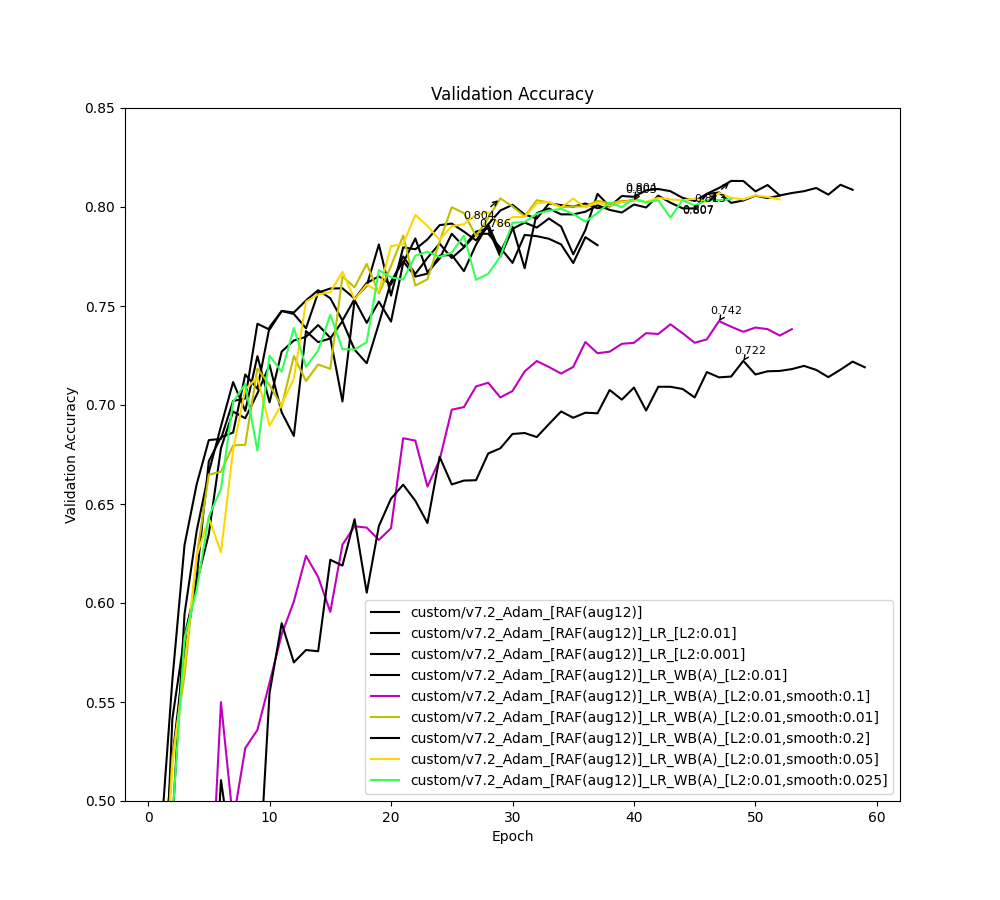 Validation Accuracy
0.85
0.80
0.75
0.70
0.65
0.60
0.55
0.50
Validation Accuracy
0.804
0.786
0.804
0.813
0.807
0.742
0.722
custom/v7.2_Adam_[RAF(aug12)]
custom/v7.2_Adam_[RAF(aug12)]_LR_[L2:0.01]
custom/v7.2_Adam_[RAF(aug12)]_LR_[L2:0.001]
custom/v7.2_Adam_[RAF(aug12)]_LR_WB(A)_[L2:0.01]
custom/v7.2_Adam_[RAF(aug12)]_LR_WB(A)_[L2:0.01,smooth:0.1]
custom/v7.2_Adam_[RAF(aug12)]_LR_WB(A)_[L2:0.01,smooth:0.01]
custom/v7.2_Adam_[RAF(aug12)]_LR_WB(A)_[L2:0.01,smooth:0.2]
custom/v7.2_Adam_[RAF(aug12)]_LR_WB(A)_[L2:0.01,smooth:0.05]
custom/v7.2_Adam_[RAF(aug12)]_LR_WB(A)_[L2:0.01,smooth:0.025]
0 10 20 30 40 50 60
Epoch